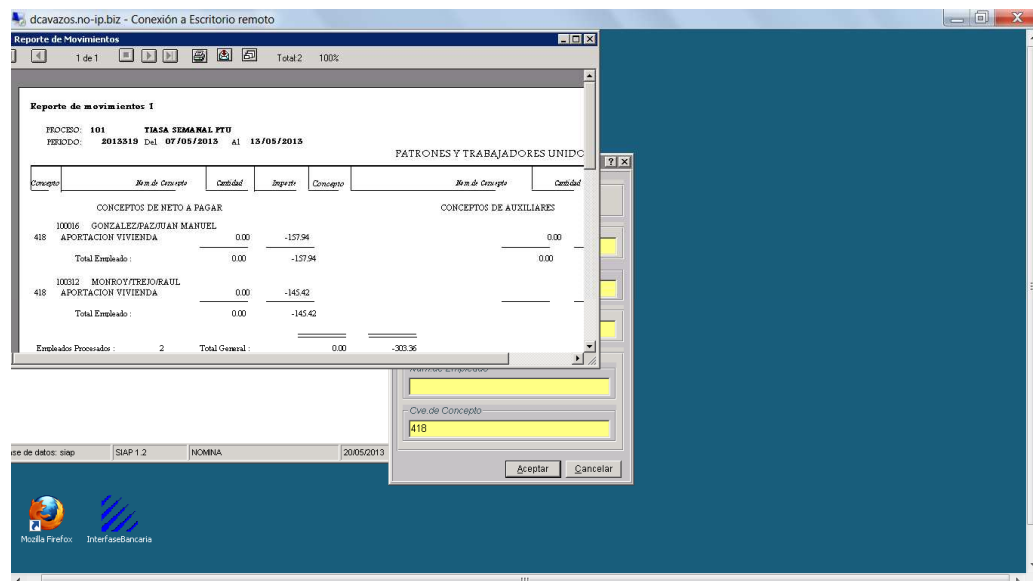 dcavazos.no-ip.biz - Conexión a Escritorio remoto
Reporte de Movimientos
1 de 1 Total:2 100%
Reporte de movimientos I
PROCESO: 101 TIASA SEMANAL PTU
PERIODO: 2013319 Del 07/05/2013 Al 13/05/2013
PATRONES Y TRABAJADORES UNIDO
Concepto Nom.de Concepto Cantidad Importe Concepto Nom.de Concepto Cantidad
CONCEPTOS DE NETO A PAGAR CONCEPTOS DE AUXILIARES
100016 GONZALEZ/PAZ/JUAN MANUEL
418 APORTACION VIVIENDA 0.00 -157.94 0.00
Total Empleado : 0.00 -157.94 0.00
100312 MONROY/TREJO/RAUL
418 APORTACION VIVIENDA 0.00 -145.42
Total Empleado : 0.00 -145.42
Empleados Procesados : 2 Total General : 0.00 -303.36
Num.de Empleado
Cve.de Concepto
418
Aceptar Cancelar
se de datos: siap SIAP 1.2 NOMINA 20/05/2013
Mozilla Firefox InterfaseBancaria